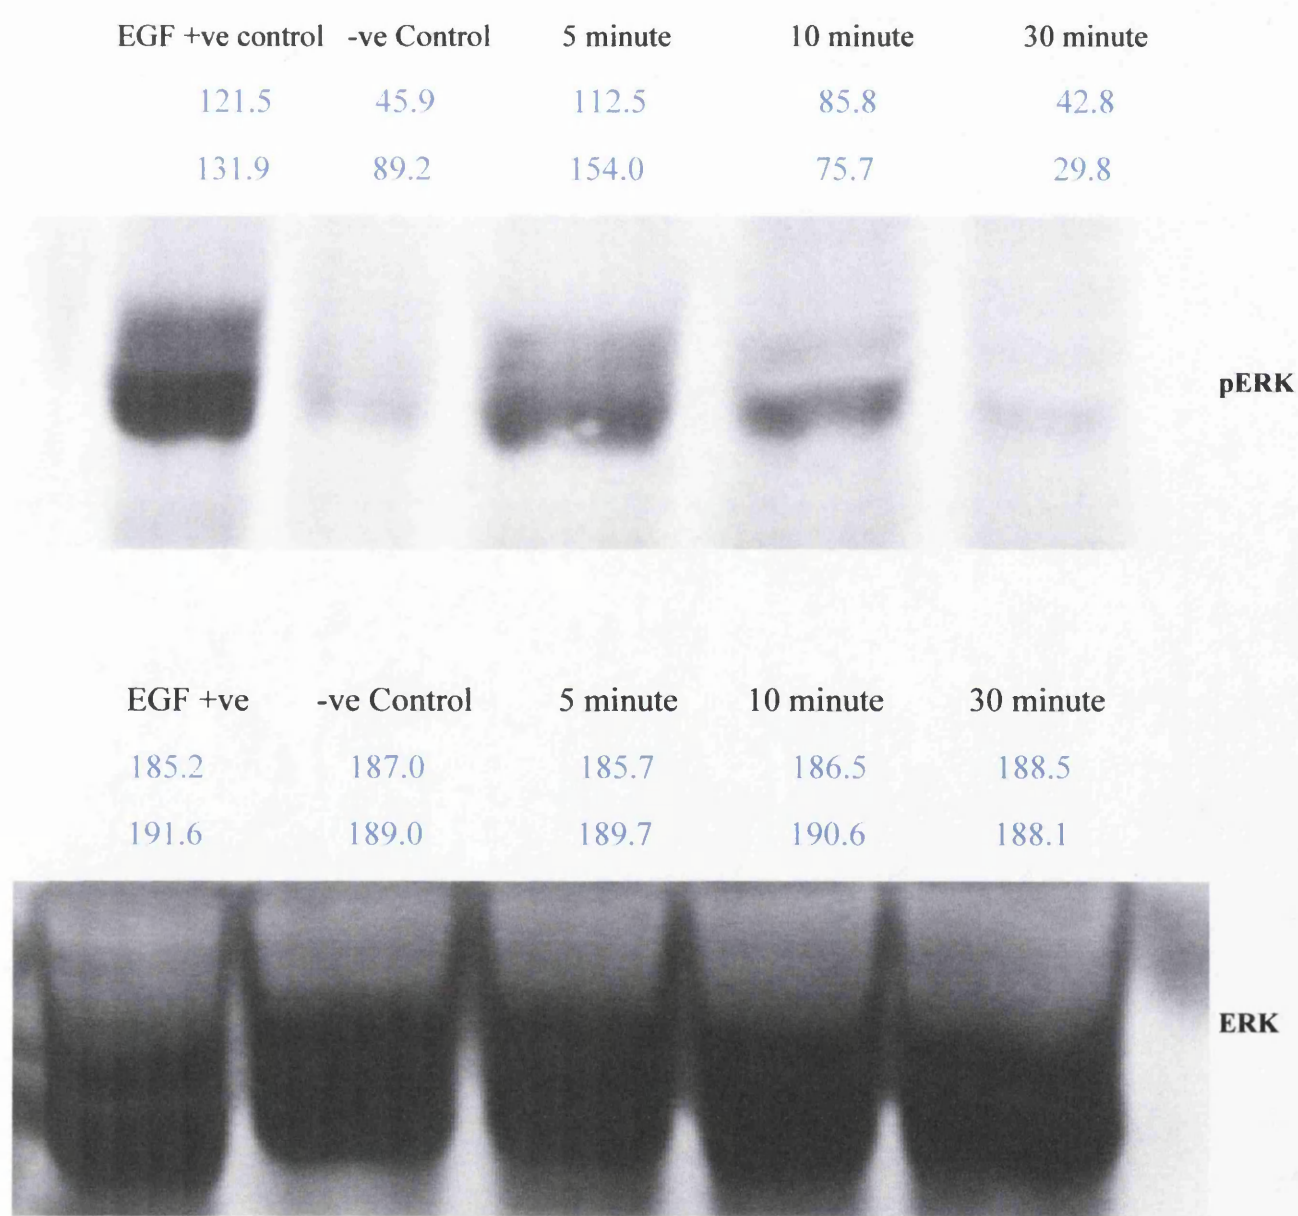 EGF +ve control -ve Control 5 minute 10 minute 30 minute
121.5 45.9 112.5 85.8 42.8
131.9 89.2 154.0 75.7 29.8
pERK
EGF +ve -ve Control 5 minute 10 minute 30 minute
185.2 187.0 185.7 186.5 188.5
191.6 189.0 189.7 190.6 188.1
ERK